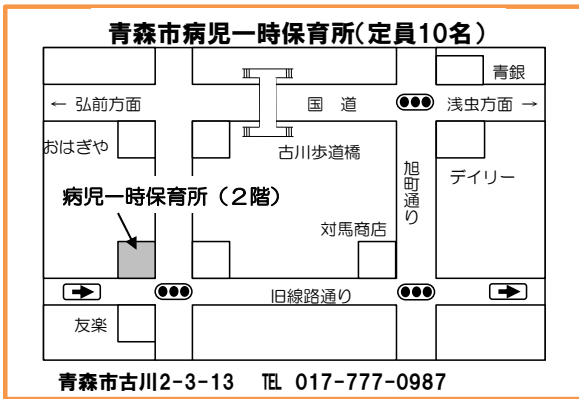 青森市病児一時保育所(定員10名)
青銀
← 弘前方面
国道
浅虫方面 →
おはぎや
古川歩道橋
旭町通り
デイリー
病児一時保育所(2階)
対馬商店
旧線路通り
友楽
青森市古川2-3-13 ℡ 017-777-0987